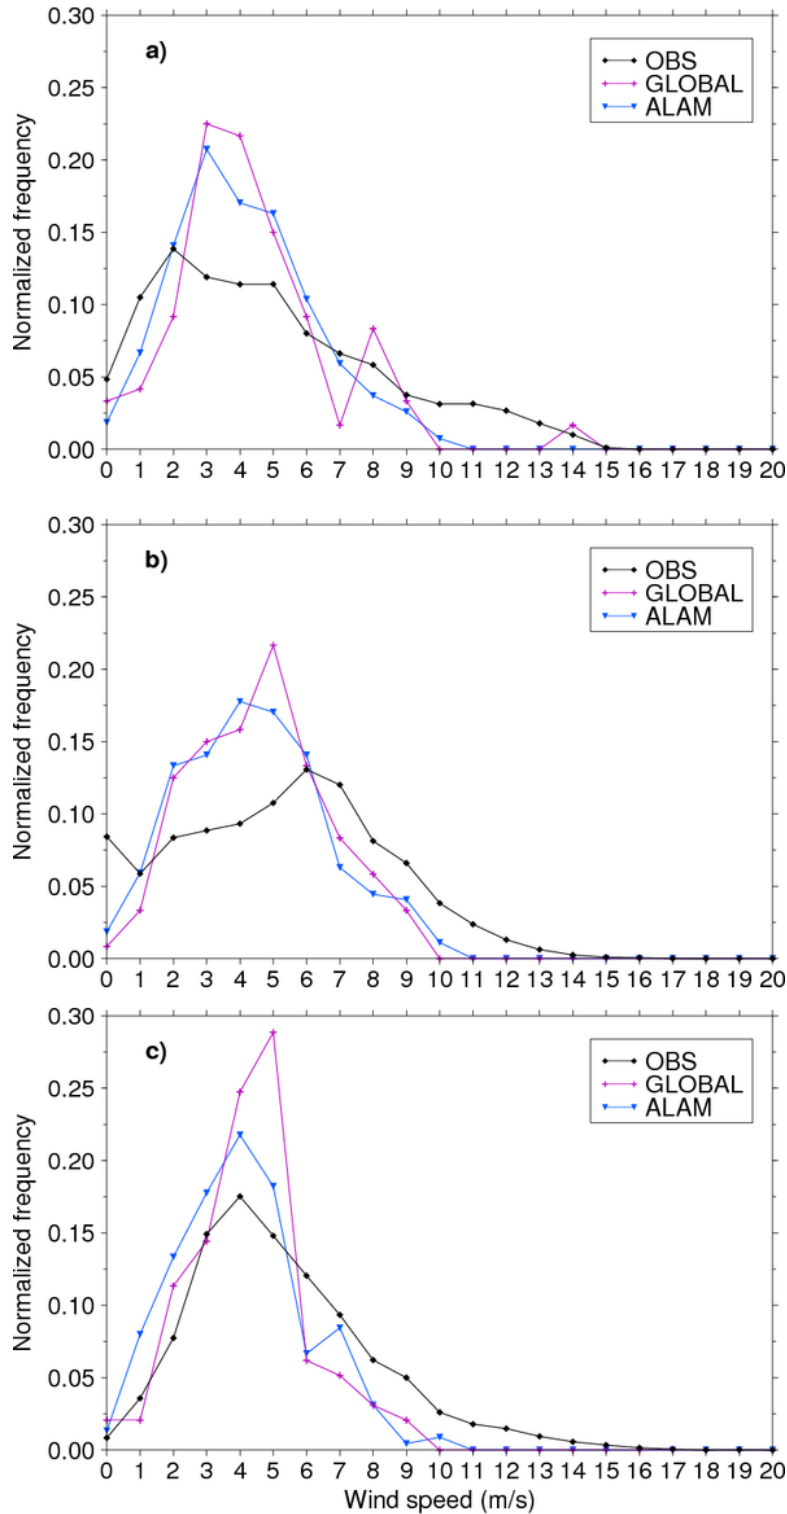 a)
OBS
GLOBAL
ALAM
Normalized frequency
0.30
0.25
0.20
0.15
0.10
0.05
0.00
0 1 2 3 4 5 6 7 8 9 10 11 12 13 14 15 16 17 18 19 20
b)
OBS
GLOBAL
ALAM
Normalized frequency
0.30
0.25
0.20
0.15
0.10
0.05
0.00
0 1 2 3 4 5 6 7 8 9 10 11 12 13 14 15 16 17 18 19 20
c)
OBS
GLOBAL
ALAM
Normalized frequency
0.30
0.25
0.20
0.15
0.10
0.05
0.00
0 1 2 3 4 5 6 7 8 9 10 11 12 13 14 15 16 17 18 19 20
Wind speed (m/s)